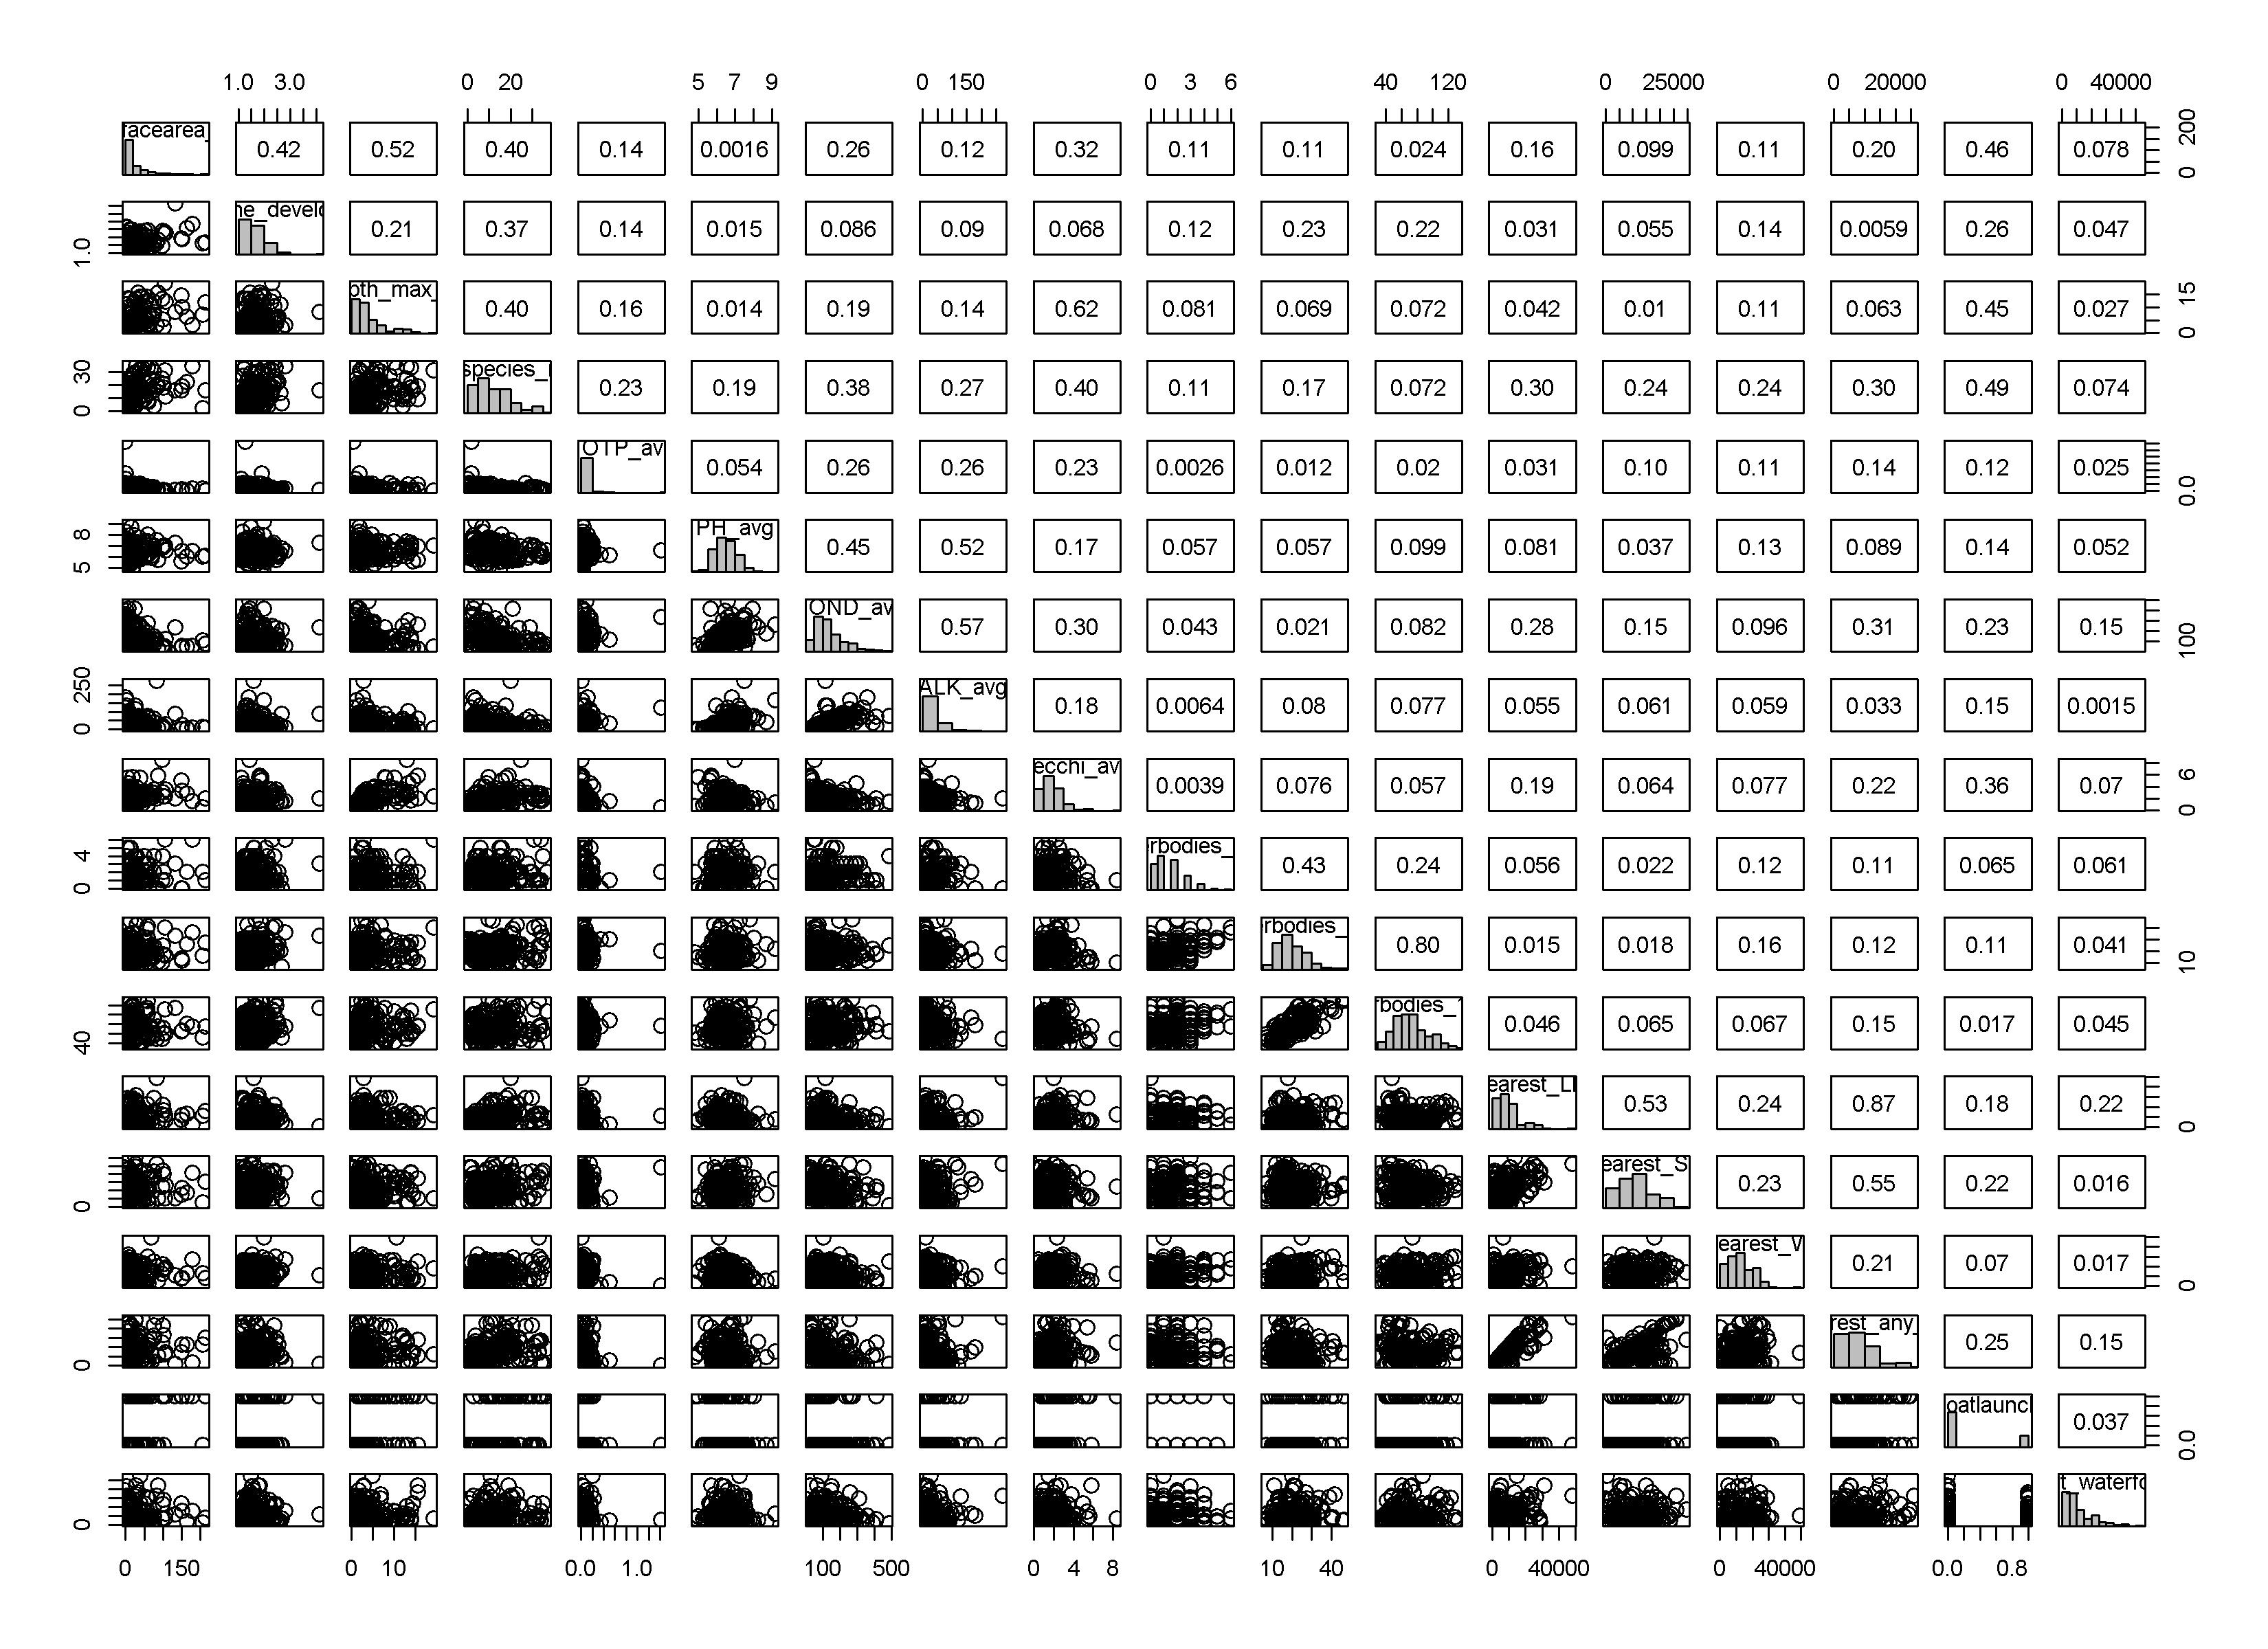 1.0 3.0 0 20 5 7 9 0 150 0 3 6 40 120 0 25000 0 20000 0 40000
facearea_ 0.42 0.52 0.40 0.14 0.0016 0.26 0.12 0.32 0.11 0.11 0.024 0.16 0.099 0.11 0.20 0.46 0.078 0 200
1.0 ne_develo 0.21 0.37 0.14 0.015 0.086 0.09 0.068 0.12 0.23 0.22 0.031 0.055 0.14 0.0059 0.26 0.047
pth_max_ 0.40 0.16 0.014 0.19 0.14 0.62 0.081 0.069 0.072 0.042 0.01 0.11 0.063 0.45 0.027 0 15
0 30 species_ 0.23 0.19 0.38 0.27 0.40 0.11 0.17 0.072 0.30 0.24 0.24 0.30 0.49 0.074
OTP_av 0.054 0.26 0.26 0.23 0.0026 0.012 0.02 0.031 0.10 0.11 0.14 0.12 0.025 0.0
5 8 PH_avg 0.45 0.52 0.17 0.057 0.057 0.099 0.081 0.037 0.13 0.089 0.14 0.052
OND_av 0.57 0.30 0.043 0.021 0.082 0.28 0.15 0.096 0.31 0.23 0.15 100
0 250 ALK_avg 0.18 0.0064 0.08 0.077 0.055 0.061 0.059 0.033 0.15 0.0015
ecchi_av 0.0039 0.076 0.057 0.19 0.064 0.077 0.22 0.36 0.07 0 6
0 4 erbodies_ 0.43 0.24 0.056 0.022 0.12 0.11 0.065 0.061
erbodies_ 0.80 0.015 0.018 0.16 0.12 0.11 0.041 10
40 rbodies_1 0.046 0.065 0.067 0.15 0.017 0.045
earest_LI 0.53 0.24 0.87 0.18 0.22 0
0 earest_S 0.23 0.55 0.22 0.016
earest_V 0.21 0.07 0.017 0
0 rest_any_ 0.25 0.15
oatlaunch 0.037 0.0
0 t_waterfo
0 150 0 10 0.0 1.0 100 500 0 4 8 10 40 0 40000 0 40000 0.0 0.8